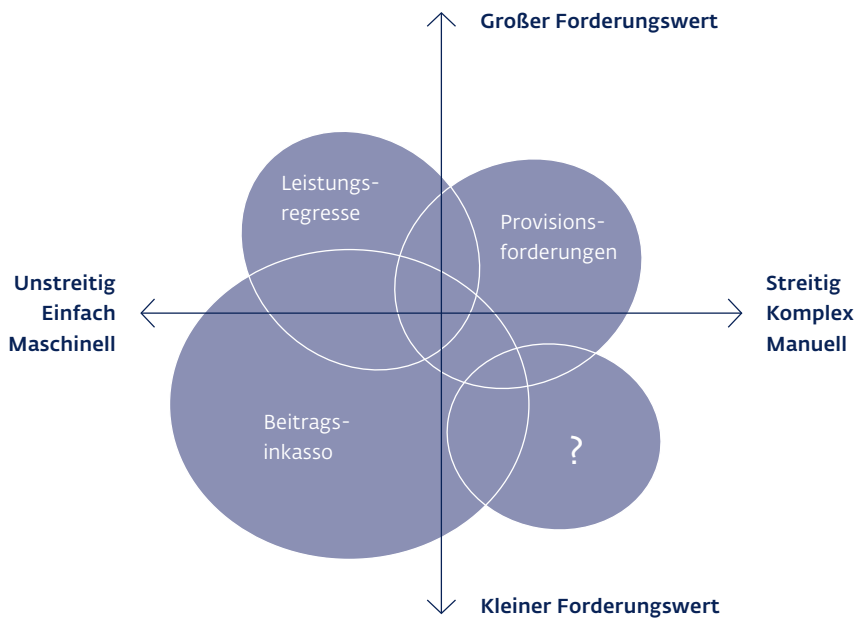 Großer Forderungswert
Leistungs-
regresse
Provisions-
forderungen
Unstreitig
Einfach
Maschinell
Streitig
Komplex
Manuell
Beitrags-
inkasso
?
Kleiner Forderungswert